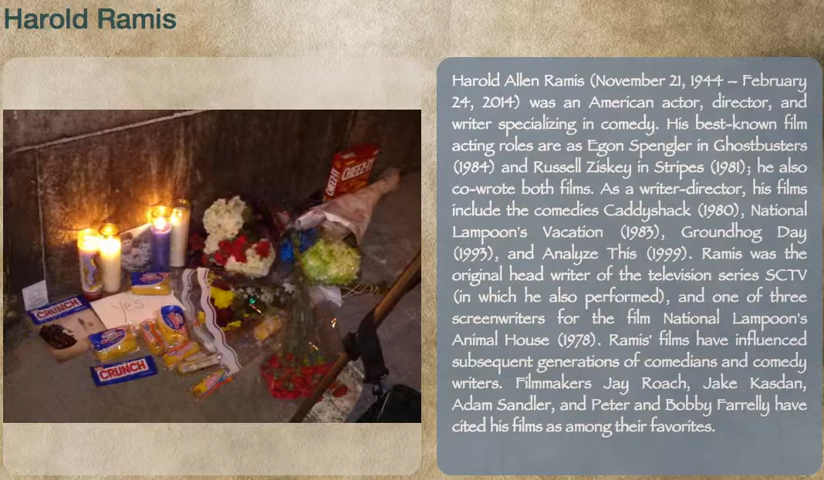 Harold Ramis
Harold Allen Ramis (November 21, 1944 – February
24, 2014) was an American actor, director, and
writer specializing in comedy. His best-known film
acting roles are as Egon Spengler in Ghostbusters
(1984) and Russell Ziskey in Stripes (1981); he also
co-wrote both films. As a writer-director, his films
include the comedies Caddyshack (1980), National
Lampoon's Vacation (1983), Groundhog Day
(1993), and Analyze This (1999). Ramis was the
original head writer of the television series SCTV
(in which he also performed), and one of three
screenwriters for the film National Lampoon's
Animal House (1978). Ramis' films have influenced
subsequent generations of comedians and comedy
writers. Filmmakers Jay Roach, Jake Kasdan,
Adam Sandler, and Peter and Bobby Farrelly have
cited his films as among their favorites.
CHEEZ-IT
CHEEZ-IT
CRUNCH
yes
CRUNCH